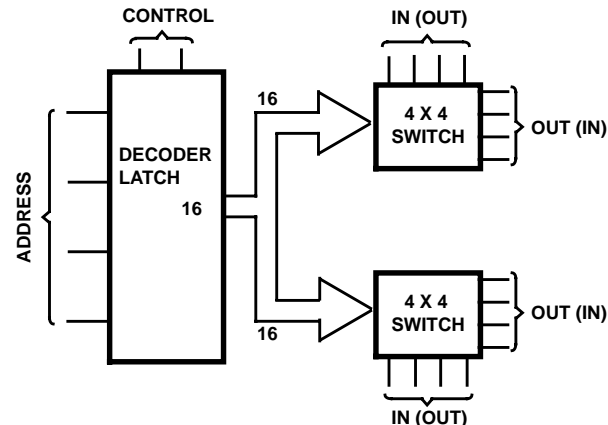 CONTROL
IN (OUT)
16
4 X 4
SWITCH
OUT (IN)
DECODER
LATCH
16
ADDRESS
4 X 4
SWITCH
OUT (IN)
16
IN (OUT)